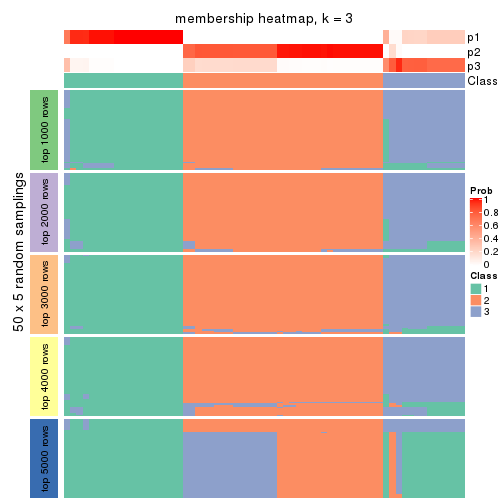 membership heatmap, k = 3
p1
p2
p3
Class
50 x 5 random samplings
top 1000 rows
top 2000 rows
top 3000 rows
top 4000 rows
top 5000 rows
Prob
1
0.8
0.6
0.4
0.2
0
Class
1
2
3